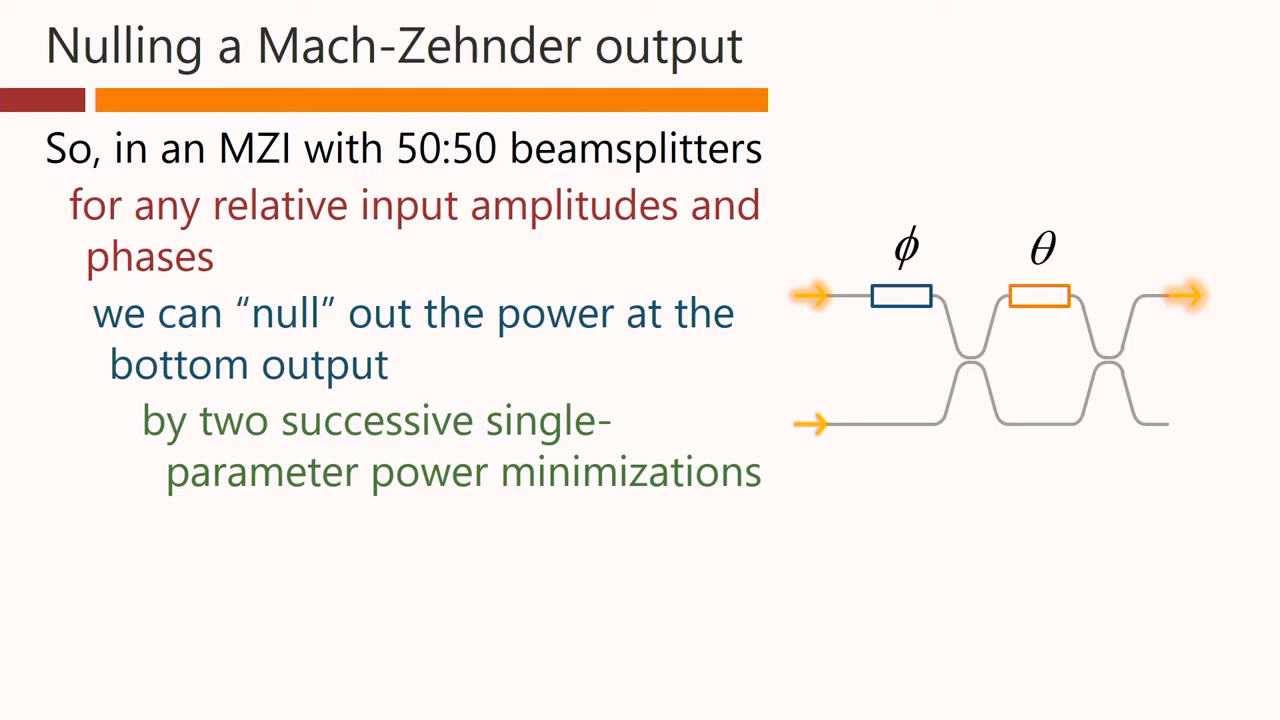 Nulling a Mach-Zehnder output
So, in an MZI with 50:50 beamsplitters
for any relative input amplitudes and
phases
we can “null” out the power at the
bottom output
by two successive single-
parameter power minimizations
ϕ θ